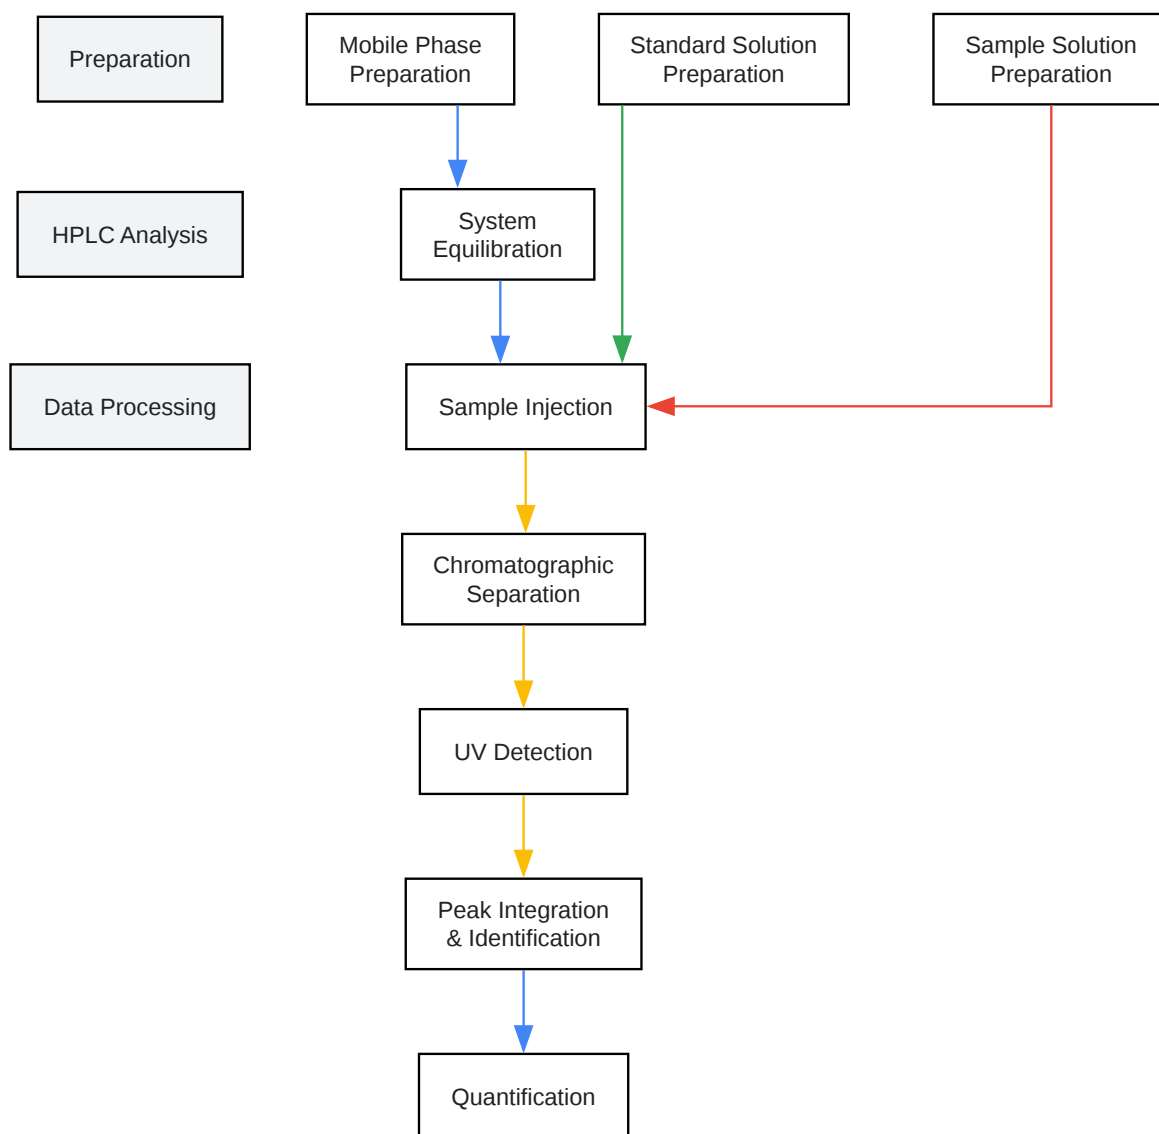 Preparation
Mobile Phase
Preparation
Standard Solution
Preparation
Sample Solution
Preparation
HPLC Analysis
System
Equilibration
Data Processing
Sample Injection
Chromatographic
Separation
UV Detection
Peak Integration
& Identification
Quantification